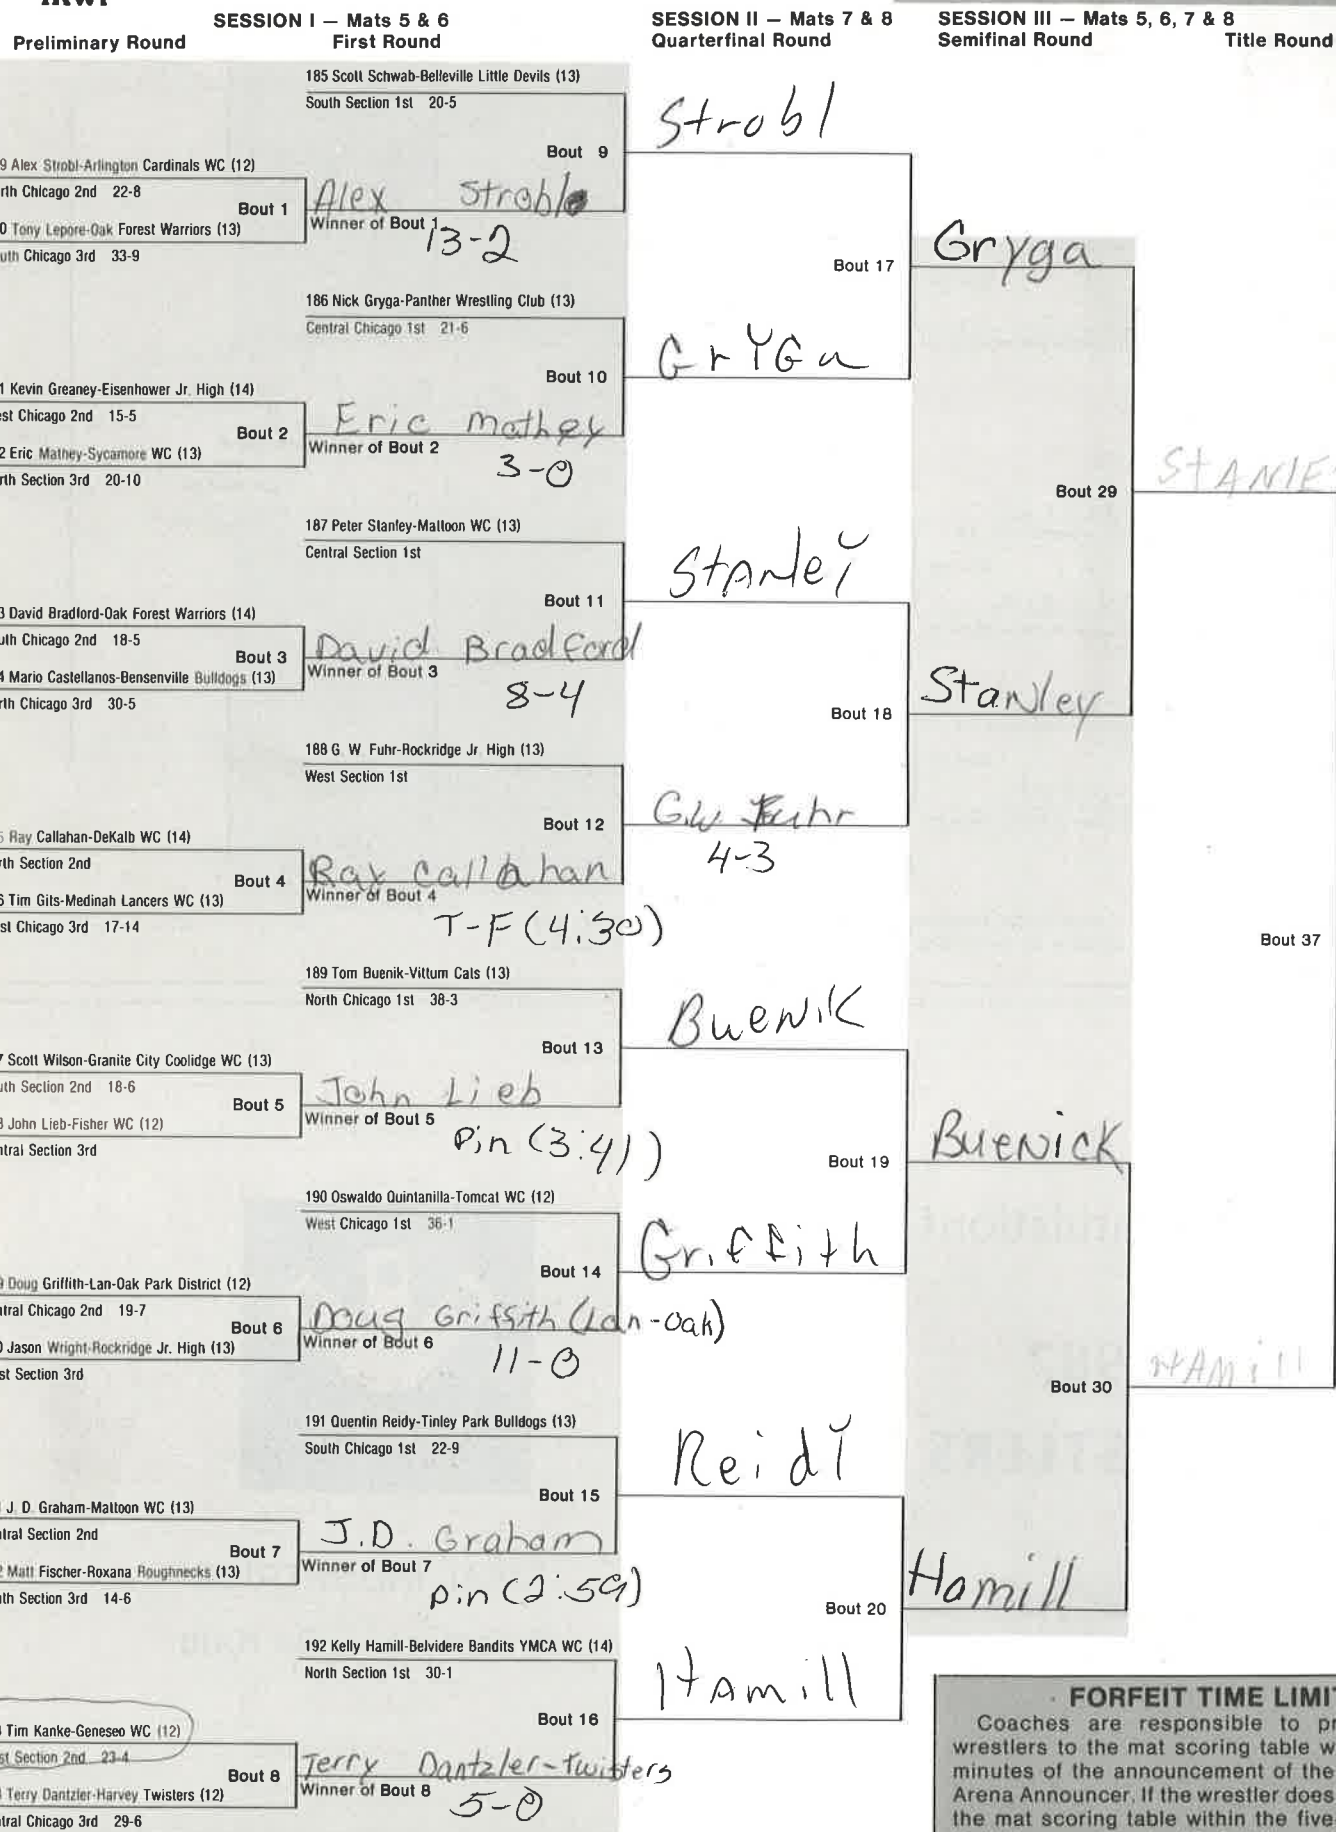 SESSION I — Mats 5 & 6
SESSION II — Mats 7 & 8
SESSION III — Mats 5, 6, 7 & 8
Preliminary Round
First Round
Quarterfinal Round
Semifinal Round
Title Round
185 Scott Schwab-Belleville Little Devils (13)
South Section 1st 20-5
Strobl
Bout 9
9 Alex Strobl-Arlington Cardinals WC (12)
rth Chicago 2nd 22-8
Bout 1
Alex Strobl
Winner of Bout 1
13-2
0 Tony Lepore-Oak Forest Warriors (13)
uth Chicago 3rd 33-9
Gryga
Bout 17
186 Nick Gryga-Panther Wrestling Club (13)
Central Chicago 1st 21-6
GrYGa
Bout 10
1 Kevin Greaney-Eisenhower Jr. High (14)
est Chicago 2nd 15-5
Bout 2
Eric Mathey
Winner of Bout 2
3-0
2 Eric Mathey-Sycamore WC (13)
rth Section 3rd 20-10
STANLE
Bout 29
187 Peter Stanley-Mattoon WC (13)
Central Section 1st
StanleY
Bout 11
3 David Bradford-Oak Forest Warriors (14)
uth Chicago 2nd 18-5
Bout 3
David Bradford
Winner of Bout 3
8-4
4 Mario Castellanos-Bensenville Bulldogs (13)
rth Chicago 3rd 30-5
Stanley
Bout 18
188 G. W. Fuhr-Rockridge Jr. High (13)
West Section 1st
G.W. Fuhr
Bout 12
4-3
5 Ray Callahan-DeKalb WC (14)
rth Section 2nd
Bout 4
Ray Callahan
Winner of Bout 4
T-F (4:30)
6 Tim Gits-Medinah Lancers WC (13)
st Chicago 3rd 17-14
Bout 37
189 Tom Buenik-Vittum Cats (13)
North Chicago 1st 38-3
BueNiK
Bout 13
7 Scott Wilson-Granite City Coolidge WC (13)
uth Section 2nd 18-6
Bout 5
John Lieb
Winner of Bout 5
Pin (3:41)
8 John Lieb-Fisher WC (12)
ntral Section 3rd
BueNicK
Bout 19
190 Oswaldo Quintanilla-Tomcat WC (12)
West Chicago 1st 36-1
Griffith
Bout 14
9 Doug Griffith-Lan-Oak Park District (12)
ntral Chicago 2nd 19-7
Bout 6
Doug Griffith (Lan-Oak)
Winner of Bout 6
11-0
0 Jason Wright-Rockridge Jr. High (13)
st Section 3rd
HAMill
Bout 30
191 Quentin Reidy-Tinley Park Bulldogs (13)
South Chicago 1st 22-9
ReidY
Bout 15
J. D. Graham-Mattoon WC (13)
ntral Section 2nd
Bout 7
J.D. Graham
Winner of Bout 7
pin (2:59)
2 Matt Fischer-Roxana Roughnecks (13)
uth Section 3rd 14-6
Hamill
Bout 20
192 Kelly Hamill-Belvidere Bandits YMCA WC (14)
North Section 1st 30-1
HAmill
Bout 16
Tim Kanke-Geneseo WC (12)
st Section 2nd 23-4
Bout 8
Terry Dantzler-Twisters
Winner of Bout 8
5-0
Terry Dantzler-Harvey Twisters (12)
ntral Chicago 3rd 29-6
FORFEIT TIME LIMIT
Coaches are responsible to pr
wrestlers to the mat scoring table w
minutes of the announcement of the
Arena Announcer. If the wrestler does
the mat scoring table within the five